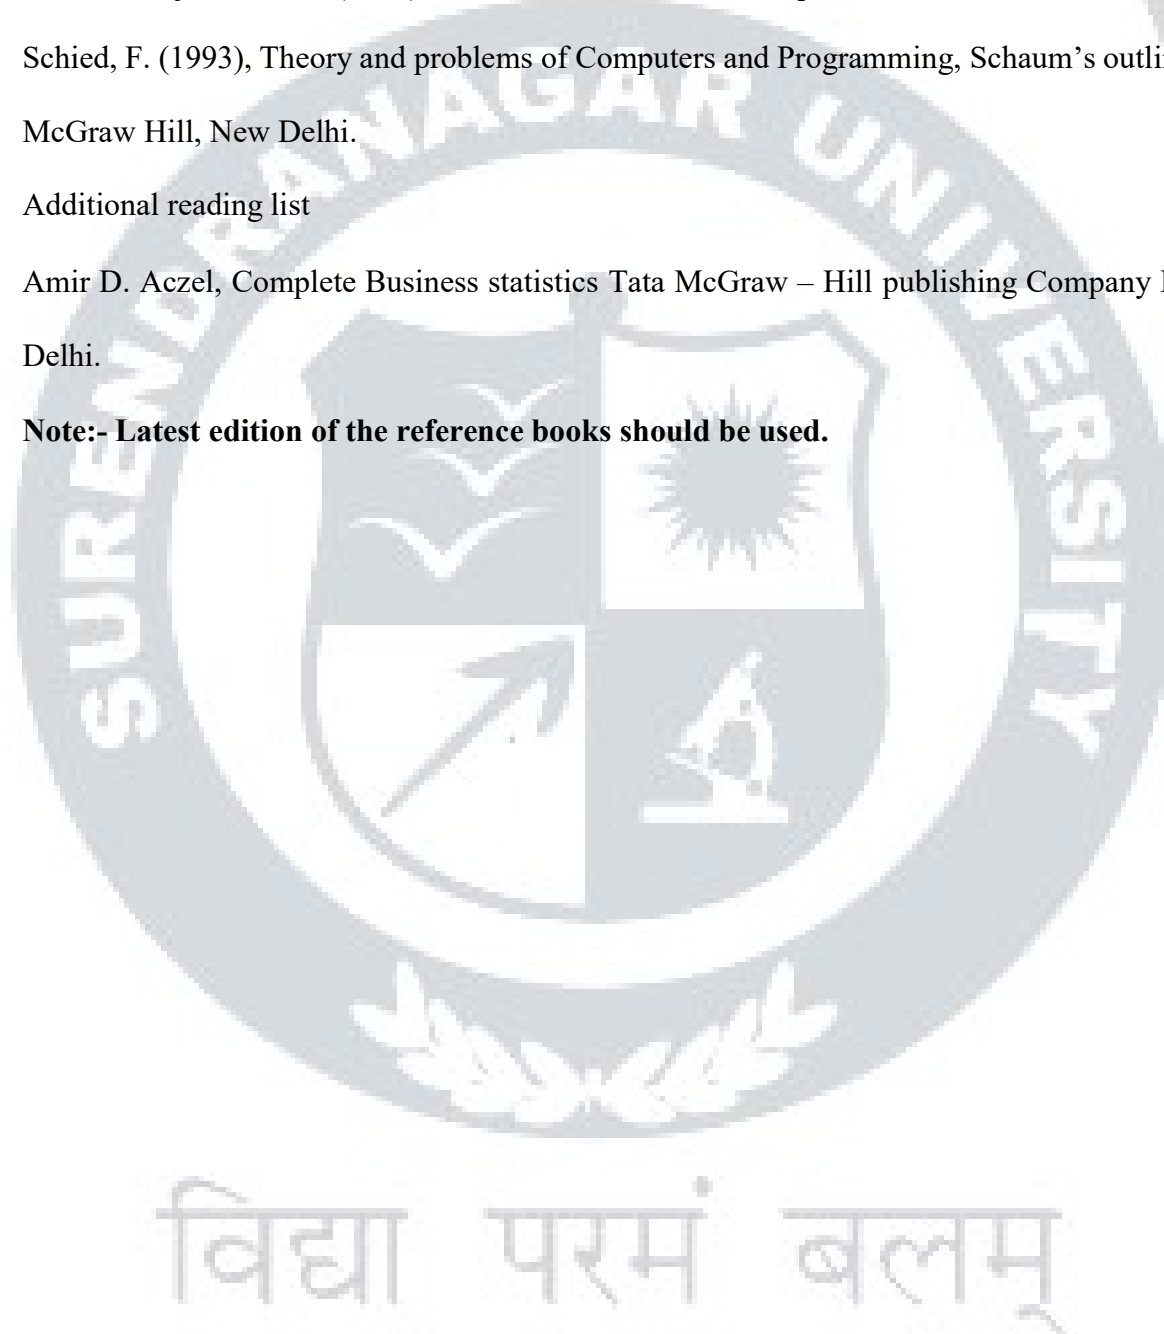 Schied, F. (1993), Theory and problems of Computers and Programming, Schaum’s
McGraw Hill, New Delhi.
Additional reading list
Amir D. Aczel, Complete Business statistics Tata McGraw – Hill publishing Company
Delhi.
Note:- Latest edition of the reference books should be used.
SURENDRANAGAR UNIVERSITY
विद्या परमं बलम्